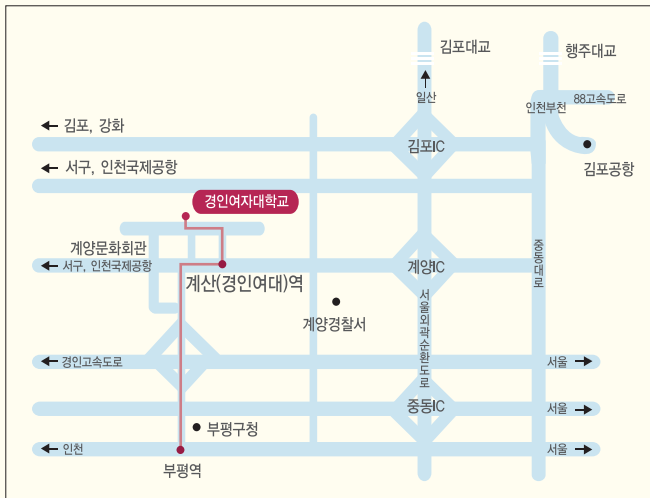 김포대교
행주대교
일산
88고속도로
인천부천
김포, 강화
김포IC
김포공항
서구, 인천국제공항
경인여자대학교
계양문화회관
서구, 인천국제공항
계산(경인여대)역
계양IC
중동대로
계양경찰서
서울외곽순환도로
경인고속도로
서울
중동IC
서울
부평구청
인천
서울
부평역